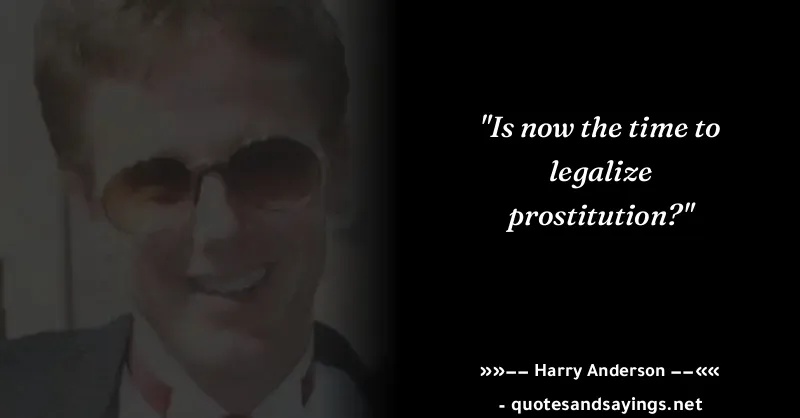 "Is now the time to
legalize
prostitution?"
»»―― Harry Anderson ――««
- quotesandsayings.net